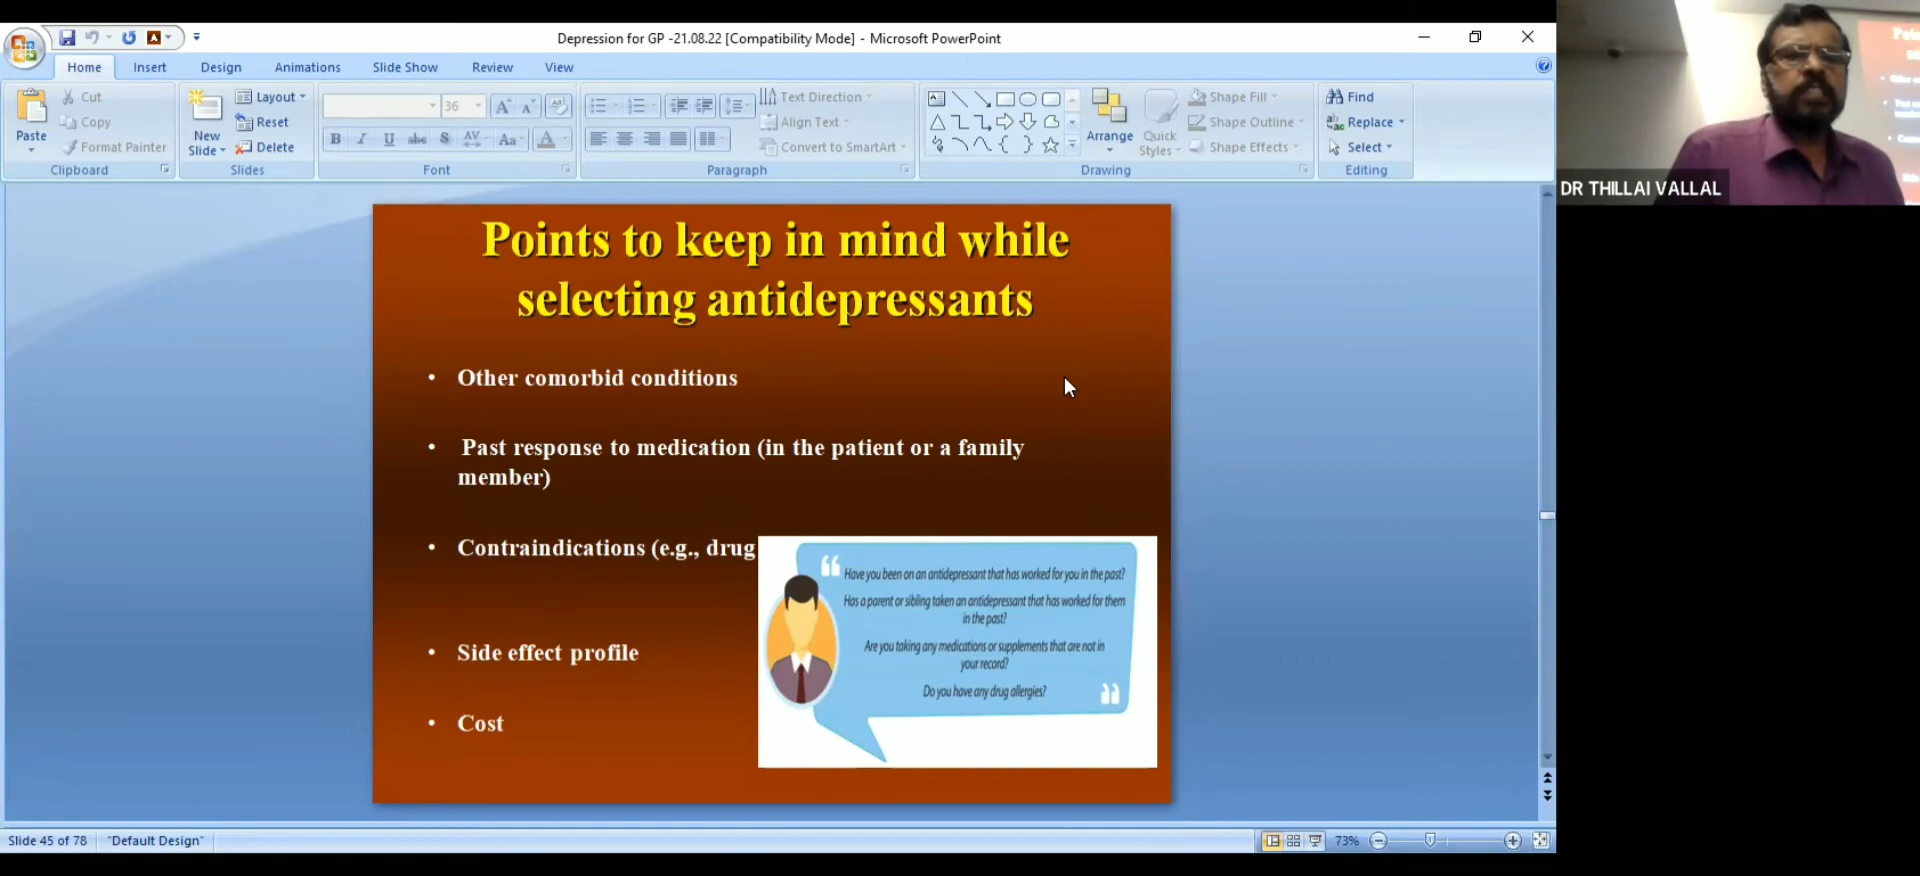 Depression for GP -21.08.22 [Compatibility Mode] - Microsoft PowerPoint
Home Insert Design Animations Slide Show Review View
Paste
Cut
Copy
Format Painter
Clipboard
New Slide
Layout
Reset
Delete
Slides
36
B I U abc S AV Aa A
Font
Text Direction
Align Text
Convert to SmartArt
Paragraph
Arrange
Quick Styles
Shape Fill
Shape Outline
Shape Effects
Drawing
Find
Replace
Select
Editing
DR THILLAI VALLAL
Points to keep in mind while
selecting antidepressants
• Other comorbid conditions
• Past response to medication (in the patient or a family
member)
• Contraindications (e.g., drug
• Side effect profile
• Cost
“
Have you been on an antidepressant that has worked for you in the past?
Has a parent or sibling taken an antidepressant that has worked for them
in the past?
Are you taking any medications or supplements that are not in
your record?
Do you have any drug allergies?
”
Slide 45 of 78 "Default Design" 73%